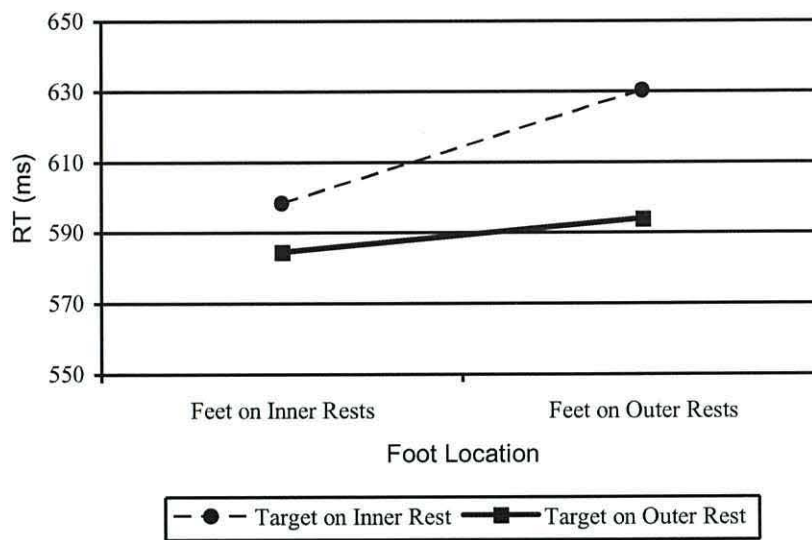 650
630
610
590
570
550
RT (ms)
Feet on Inner Rests
Feet on Outer Rests
Foot Location
Target on Inner Rest
Target on Outer Rest